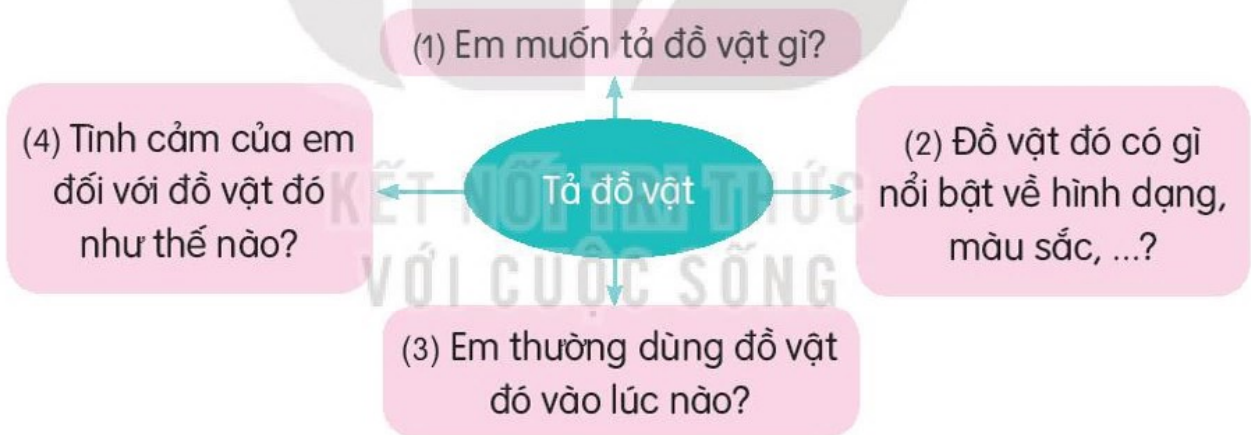 (1) Em muốn tả đồ vật gì?
(4) Tình cảm của em
đối với đồ vật đó
như thế nào?
Tả đồ vật
(2) Đồ vật đó có gì
nổi bật về hình dạng,
màu sắc, ...?
KẾT NỐI TRI THỨC
VỚI CUỘC SỐNG
(3) Em thường dùng đồ vật
đó vào lúc nào?